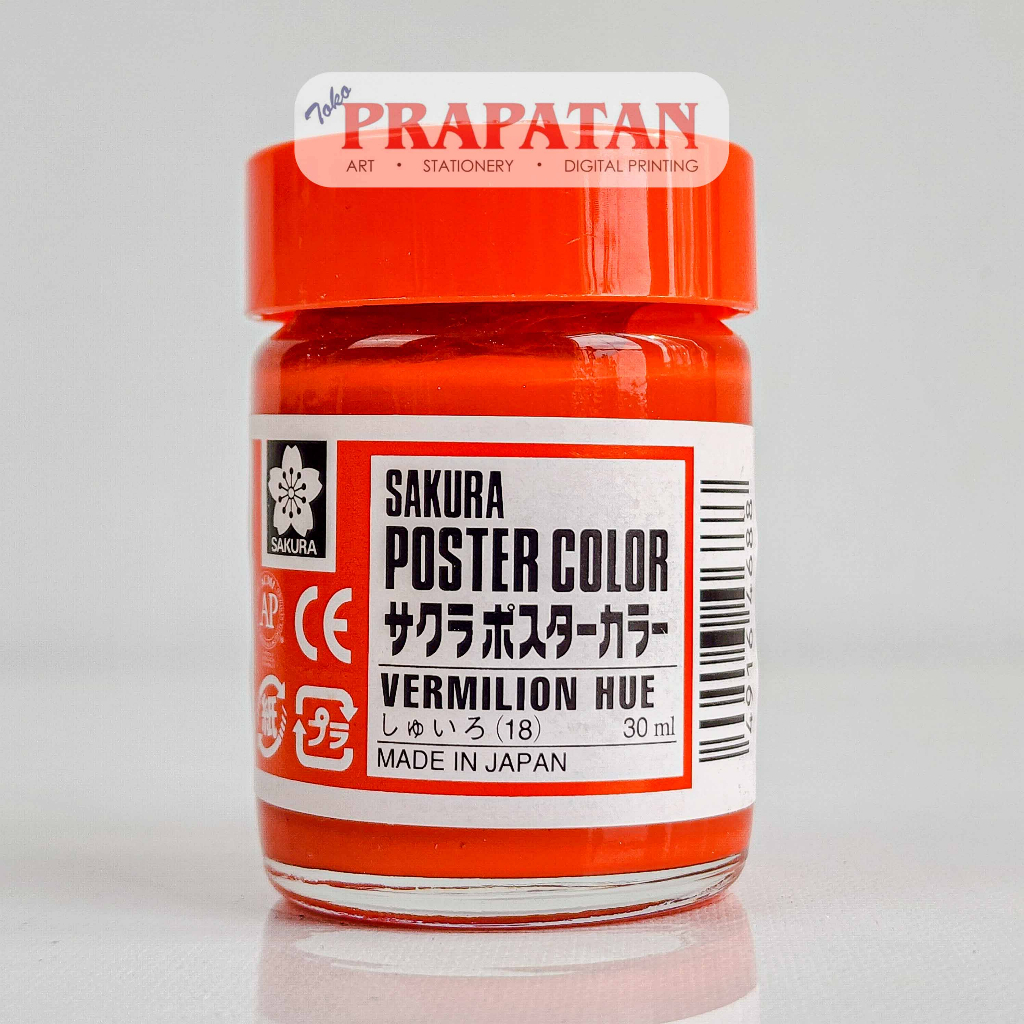 Toko
PRAPATAN
ART • STATIONERY • DIGITAL PRINTING
SAKURA
AP
CE
紙
プラ
SAKURA
POSTER COLOR
サクラポスターカラー
VERMILION HUE
しゅいろ(18) 30 ml
MADE IN JAPAN